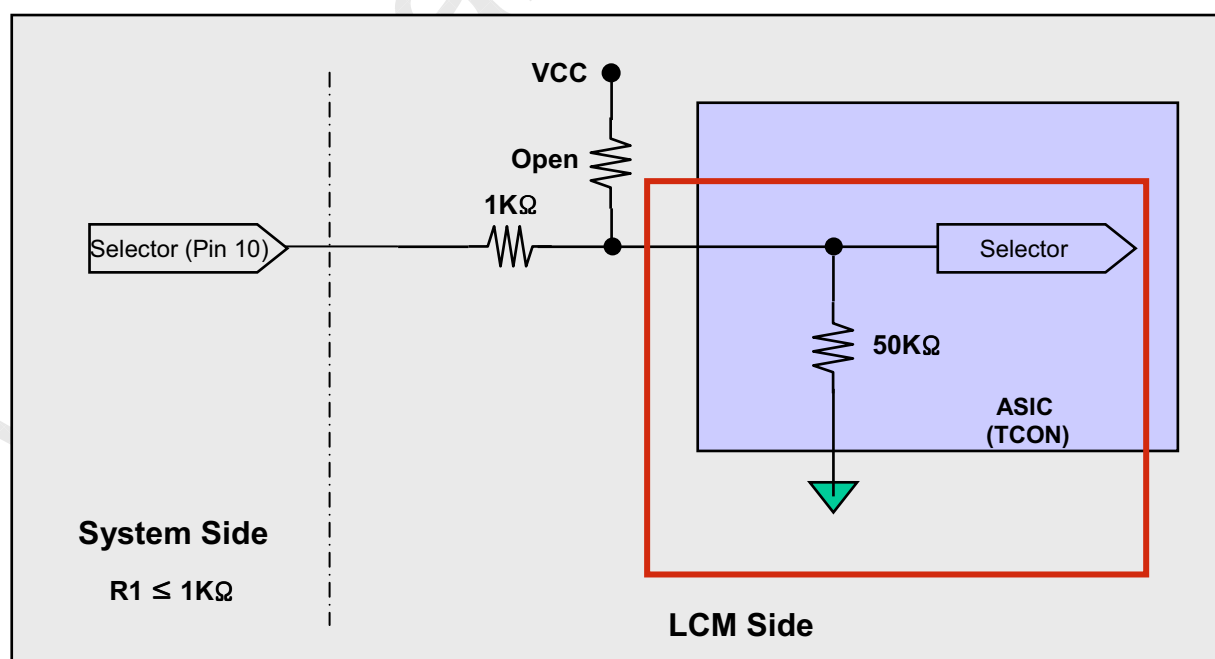 VCC
Open
1KΩ
Selector (Pin 10)
Selector
50KΩ
ASIC
(TCON)
System Side
R1 ≤ 1KΩ
LCM Side